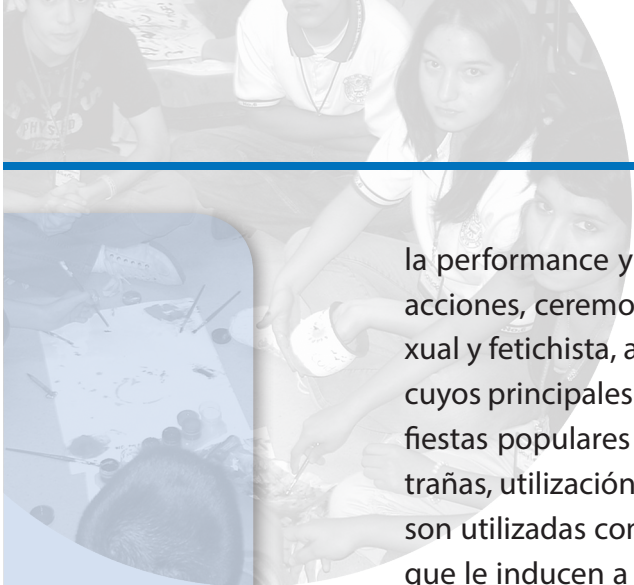 la performance y
acciones, ceremo
xual y fetichista, a
cuyos principales
fiestas populares
trañas, utilización
son utilizadas con
que le inducen a